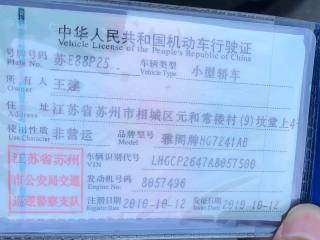 中华人民共和国机动车行驶证
Vehicle License of the People's Republic of China
号牌号码 Plate No. 苏E88P25 车辆类型 Vehicle Type 小型轿车
所有人 Owner 王建
住址 Address 江苏省苏州市相城区元和常楼村(9)坎堂上4
使用性质 Use Character 非营运 品牌型号 Model 雅阁牌HG7241AB
江苏省苏州市公安局交通巡逻警察支队
车辆识别代号 VIN LHGCP2647A8057500
发动机号码 Engine No. 8057496
注册日期 Register Date 2010-10-12 发证日期 Issue Date 2010-10-12